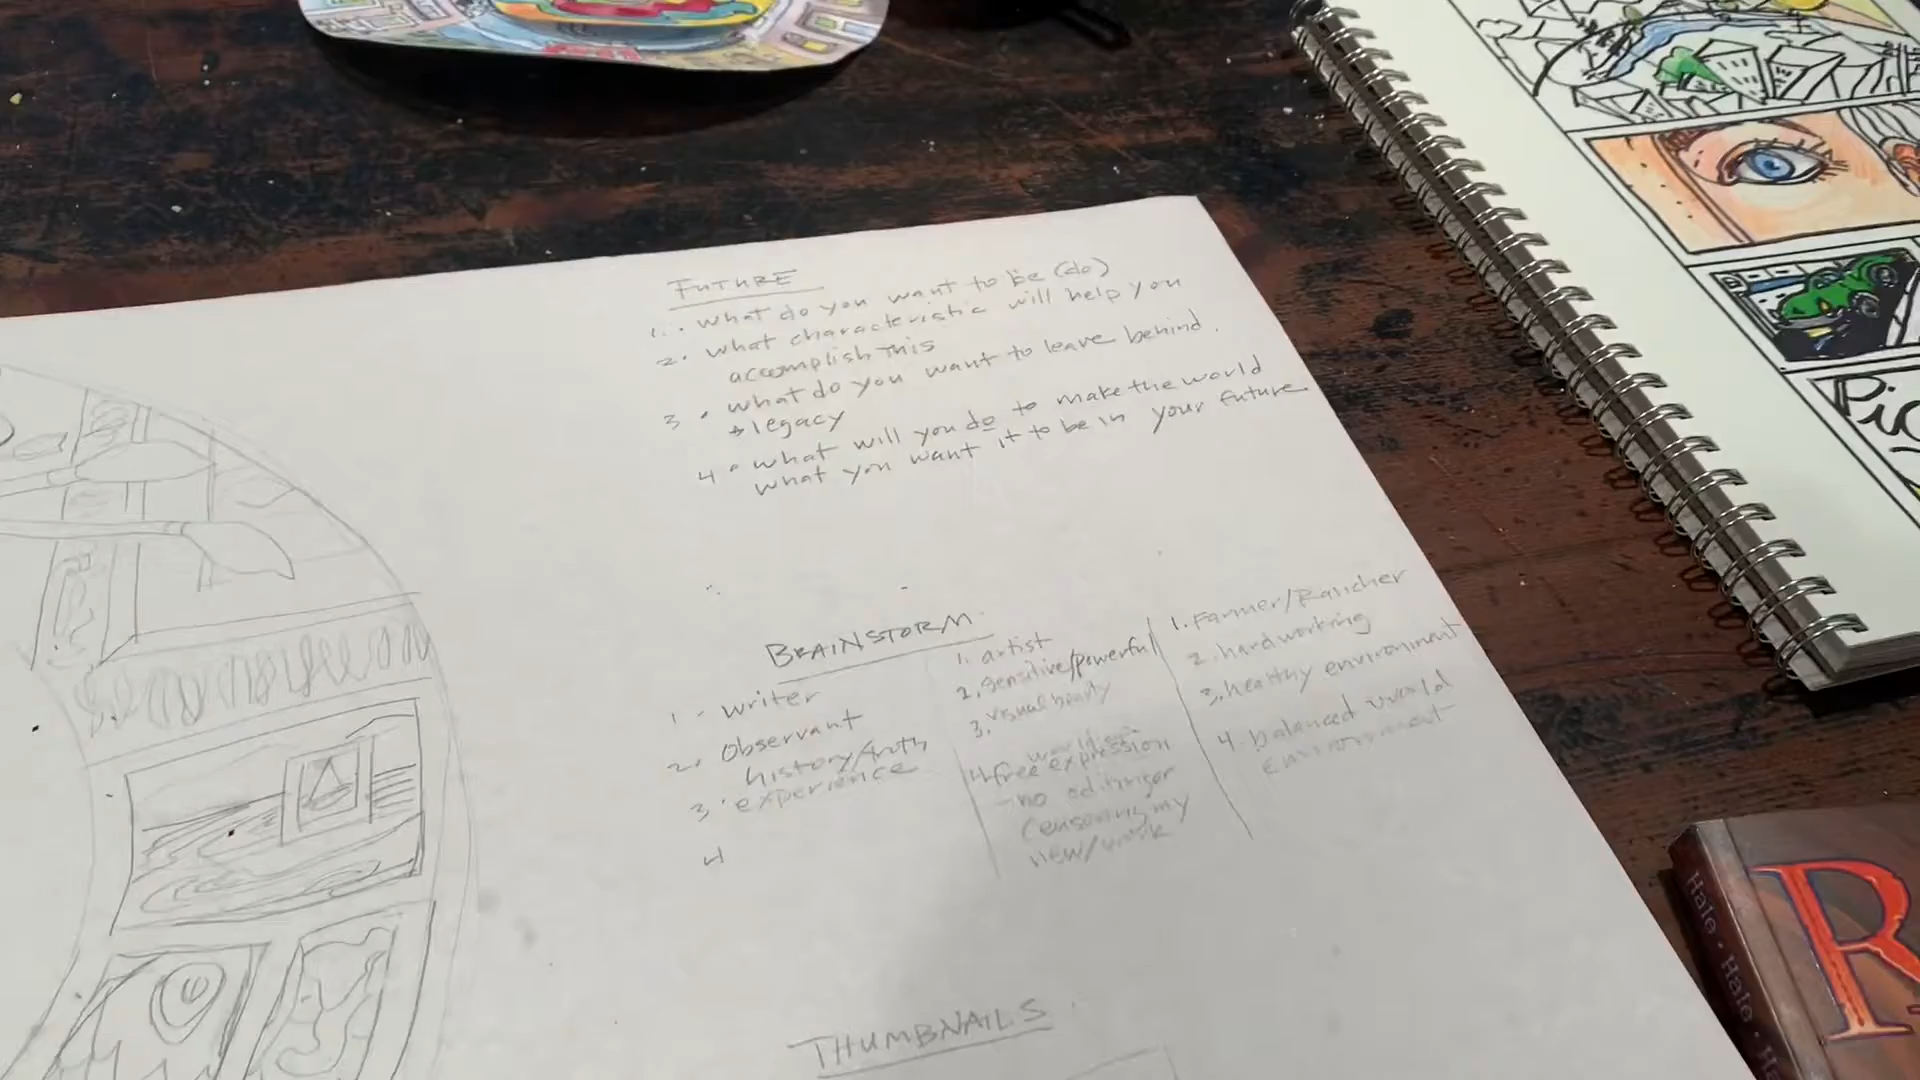 FUTURE
1. • What do you want to be (do)
2. • what characteristic will help you
accomplish This
3 • what do you want to leave behind.
legacy
4 • what will you do to make the world
what you want it to be in your future
BRAINSTORM
1 - writer
2. Observant
history/truth
3. experience
4
1. artist
2. sensitive/powerful
3. visual beauty
4. free expression
- no
censoring my
1. Farmer/Rancher
2. hardworking
3. healthy environment
4. balanced world
environment
THUMBNAILS
Pic
Hale • Hale • Ha
R